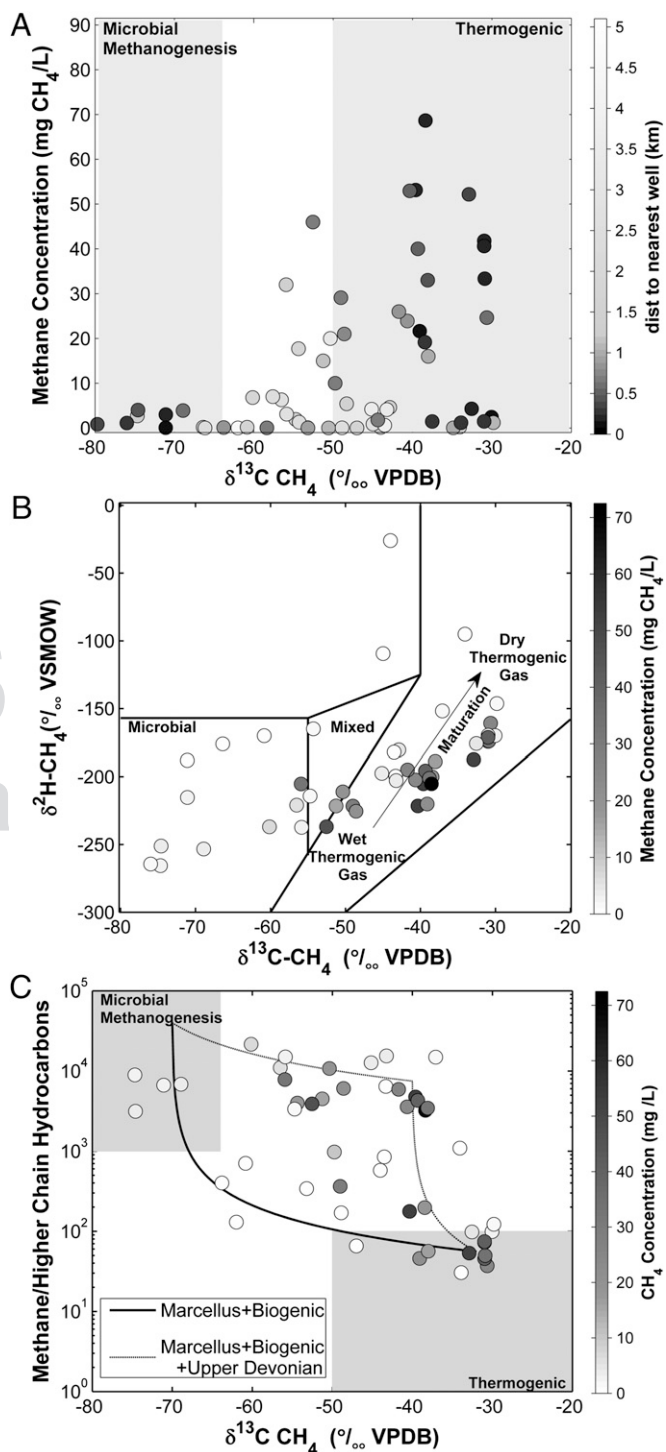 A
Microbial
Methanogenesis
Thermogenic
Methane Concentration (mg CH4/L)
90
80
70
60
50
40
30
20
10
0
-80 -70 -60 -50 -40 -30 -20
δ13C CH4 (°/oo VPDB)
5
4.5
4
3.5
3
2.5
2
1.5
1
0.5
0
dist to nearest well (km)
B
0
-50
-100
-150
-200
-250
-300
δ2H-CH4(°/oo VSMOW)
Microbial
Mixed
Dry
Thermogenic
Gas
Maturation
Wet
Thermogenic
Gas
-80 -70 -60 -50 -40 -30 -20
δ13C-CH4 (°/oo VPDB)
70
60
50
40
30
20
10
0
Methane Concentration (mg CH4/L)
C
Microbial
Methanogenesis
10^5
10^4
10^3
10^2
10^1
10^0
Methane/Higher Chain Hydrocarbons
Marcellus+Biogenic
Marcellus+Biogenic
+Upper Devonian
Thermogenic
-80 -70 -60 -50 -40 -30 -20
δ13C CH4 (°/oo VPDB)
70
60
50
40
30
20
10
0
CH4 Concentration (mg /L)